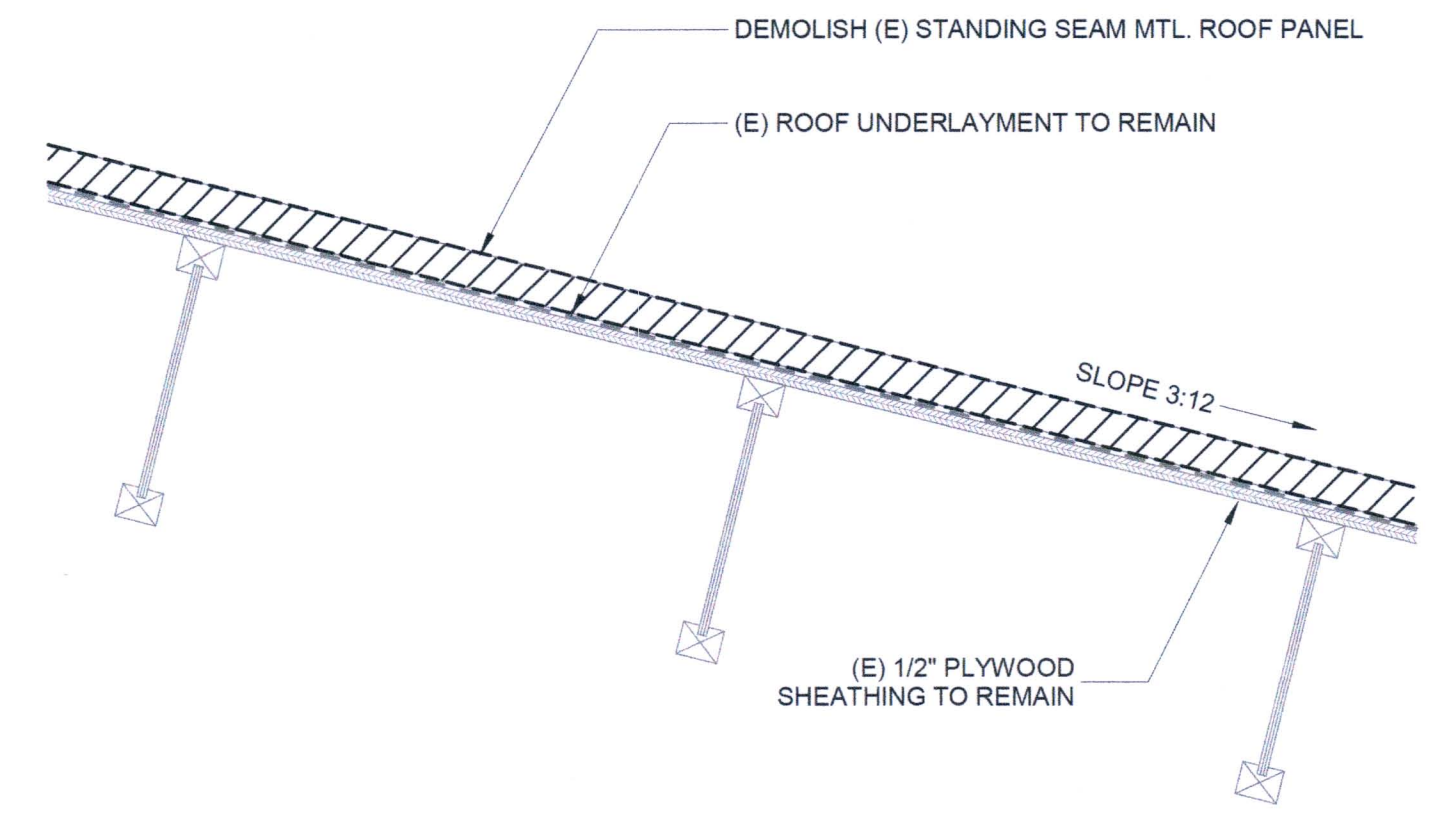 DEMOLISH (E) STANDING SEAM MTL. ROOF PANEL
(E) ROOF UNDERLAYMENT TO REMAIN
SLOPE 3:12
(E) 1/2" PLYWOOD
SHEATHING TO REMAIN